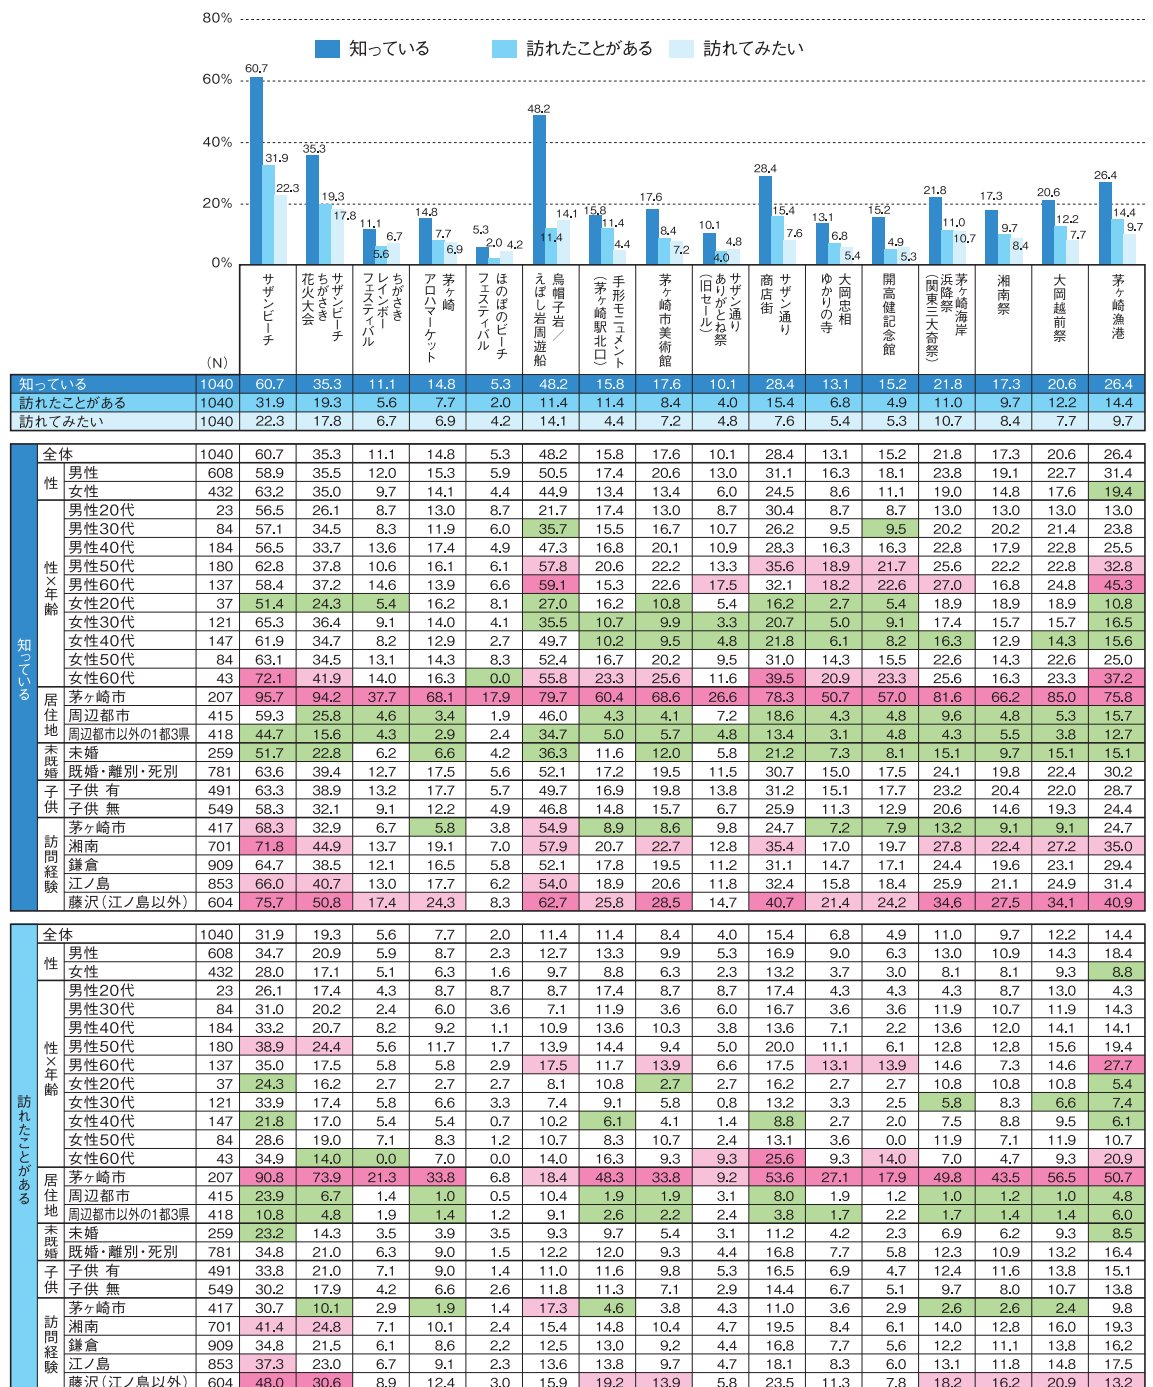 80%
知っている 訪れたことがある 訪れてみたい
60%
40%
20%
0%
60.7 31.9 22.3
35.3 19.3 17.8
11.1 5.6 6.7
14.8 7.7 6.9
5.3 2.0 4.2
48.2 11.4 14.1
15.8 11.4 4.4
17.6 8.4 7.2
10.1 4.0 4.8
28.4 15.4 7.6
13.1 6.8 5.4
15.2 4.9 5.3
21.8 11.0 10.7
17.3 9.7 8.4
20.6 12.2 7.7
26.4 14.4 9.7
(N)
サザンビーチ
サザンビーチ
ちがさき
花火大会
ちがさき
レインボー
フェスティバル
茅ヶ崎
アロハマーケット
ほのぼのビーチ
フェスティバル
烏帽子岩／
えぼし岩周遊船
手形モニュメント
（茅ヶ崎駅北口）
茅ヶ崎市美術館
サザン通り
ありがとね祭
（旧セール）
サザン通り
商店街
大岡忠相
ゆかりの寺
開高健記念館
茅ヶ崎海岸
浜降祭
（関東三大奇祭）
湘南祭
大岡越前祭
茅ヶ崎漁港
知っている 1040 60.7 35.3 11.1 14.8 5.3 48.2 15.8 17.6 10.1 28.4 13.1 15.2 21.8 17.3 20.6 26.4
訪れたことがある 1040 31.9 19.3 5.6 7.7 2.0 11.4 11.4 8.4 4.0 15.4 6.8 4.9 11.0 9.7 12.2 14.4
訪れてみたい 1040 22.3 17.8 6.7 6.9 4.2 14.1 4.4 7.2 4.8 7.6 5.4 5.3 10.7 8.4 7.7 9.7
知っている
全体 1040 60.7 35.3 11.1 14.8 5.3 48.2 15.8 17.6 10.1 28.4 13.1 15.2 21.8 17.3 20.6 26.4
性
男性 608 58.9 35.5 12.0 15.3 5.9 50.5 17.4 20.6 13.0 31.1 16.3 18.1 23.8 19.1 22.7 31.4
女性 432 63.2 35.0 9.7 14.1 4.4 44.9 13.4 13.4 6.0 24.5 8.6 11.1 19.0 14.8 17.6 19.4
性×年齢
男性20代 23 56.5 26.1 8.7 13.0 8.7 21.7 17.4 13.0 8.7 30.4 8.7 8.7 13.0 13.0 13.0 13.0
男性30代 84 57.1 34.5 8.3 11.9 6.0 35.7 15.5 16.7 10.7 26.2 9.5 9.5 20.2 20.2 21.4 23.8
男性40代 184 56.5 33.7 13.6 17.4 4.9 47.3 16.8 20.1 10.9 28.3 16.3 16.3 22.8 17.9 22.8 25.5
男性50代 180 62.8 37.8 10.6 16.1 6.1 57.8 20.6 22.2 13.3 35.6 18.9 21.7 25.6 22.2 22.8 32.8
男性60代 137 58.4 37.2 14.6 13.9 6.6 59.1 15.3 22.6 17.5 32.1 18.2 22.6 27.0 16.8 24.8 45.3
女性20代 37 51.4 24.3 5.4 16.2 8.1 27.0 16.2 10.8 5.4 16.2 2.7 5.4 18.9 18.9 18.9 10.8
女性30代 121 65.3 36.4 9.1 14.0 4.1 35.5 10.7 9.9 3.3 20.7 5.0 9.1 17.4 15.7 15.7 16.5
女性40代 147 61.9 34.7 8.2 12.9 2.7 49.7 10.2 9.5 4.8 21.8 6.1 8.2 16.3 12.9 14.3 15.6
女性50代 84 63.1 34.5 13.1 14.3 8.3 52.4 16.7 20.2 9.5 31.0 14.3 15.5 22.6 14.3 22.6 25.0
女性60代 43 72.1 41.9 14.0 16.3 0.0 55.8 23.3 25.6 11.6 39.5 20.9 23.3 25.6 16.3 23.3 37.2
居住地
茅ヶ崎市 207 95.7 94.2 37.7 68.1 17.9 79.7 60.4 68.6 26.6 78.3 50.7 57.0 81.6 66.2 85.0 75.8
周辺都市 415 59.3 25.8 4.6 3.4 1.9 46.0 4.3 4.1 7.2 18.6 4.3 4.8 9.6 4.8 5.3 15.7
周辺都市以外の1都3県 418 44.7 15.6 4.3 2.9 2.4 34.7 5.0 5.7 4.8 13.4 3.1 4.8 4.3 5.5 3.8 12.7
未既婚
未婚 259 51.7 22.8 6.2 6.6 4.2 36.3 11.6 12.0 5.8 21.2 7.3 8.1 15.1 9.7 15.1 15.1
既婚・離別・死別 781 63.6 39.4 12.7 17.5 5.6 52.1 17.2 19.5 11.5 30.7 15.0 17.5 24.1 19.8 22.4 30.2
子供
子供 有 491 63.3 38.9 13.2 17.7 5.7 49.7 16.9 19.8 13.8 31.2 15.1 17.7 23.2 20.4 22.0 28.7
子供 無 549 58.3 32.1 9.1 12.2 4.9 46.8 14.8 15.7 6.7 25.9 11.3 12.9 20.6 14.6 19.3 24.4
訪問経験
茅ヶ崎市 417 68.3 32.9 6.7 5.8 3.8 54.9 8.9 8.6 9.8 24.7 7.2 7.9 13.2 9.1 9.1 24.7
湘南 701 71.8 44.9 13.7 19.1 7.0 57.9 20.7 22.7 12.8 35.4 17.0 19.7 27.8 22.4 27.2 35.0
鎌倉 909 64.7 38.5 12.1 16.5 5.8 52.1 17.8 19.5 11.2 31.1 14.7 17.1 24.4 19.6 23.1 29.4
江ノ島 853 66.0 40.7 13.0 17.7 6.2 54.0 18.9 20.6 11.8 32.4 15.8 18.4 25.9 21.1 24.9 31.4
藤沢（江ノ島以外） 604 75.7 50.8 17.4 24.3 8.3 62.7 25.8 28.5 14.7 40.7 21.4 24.2 34.6 27.5 34.1 40.9
訪れたことがある
全体 1040 31.9 19.3 5.6 7.7 2.0 11.4 11.4 8.4 4.0 15.4 6.8 4.9 11.0 9.7 12.2 14.4
性
男性 608 34.7 20.9 5.9 8.7 2.3 12.7 13.3 9.9 5.3 16.9 9.0 6.3 13.0 10.9 14.3 18.4
女性 432 28.0 17.1 5.1 6.3 1.6 9.7 8.8 6.3 2.3 13.2 3.7 3.0 8.1 8.1 9.3 8.8
性×年齢
男性20代 23 26.1 17.4 4.3 8.7 8.7 8.7 17.4 8.7 8.7 17.4 4.3 4.3 4.3 8.7 13.0 4.3
男性30代 84 31.0 20.2 2.4 6.0 3.6 7.1 11.9 3.6 6.0 16.7 3.6 3.6 11.9 10.7 11.9 14.3
男性40代 184 33.2 20.7 8.2 9.2 1.1 10.9 13.6 10.3 3.8 13.6 7.1 2.2 13.6 12.0 14.1 14.1
男性50代 180 38.9 24.4 5.6 11.7 1.7 13.9 14.4 9.4 5.0 20.0 11.1 6.1 12.8 12.8 15.6 19.4
男性60代 137 35.0 17.5 5.8 5.8 2.9 17.5 11.7 13.9 6.6 17.5 13.1 13.9 14.6 7.3 14.6 27.7
女性20代 37 24.3 16.2 2.7 2.7 2.7 8.1 10.8 2.7 2.7 16.2 2.7 2.7 10.8 10.8 10.8 5.4
女性30代 121 33.9 17.4 5.8 6.6 3.3 7.4 9.1 5.8 0.8 13.2 3.3 2.5 5.8 8.3 6.6 7.4
女性40代 147 21.8 17.0 5.4 5.4 0.7 10.2 6.1 4.1 1.4 8.8 2.7 2.0 7.5 8.8 9.5 6.1
女性50代 84 28.6 19.0 7.1 8.3 1.2 10.7 8.3 10.7 2.4 13.1 3.6 0.0 11.9 7.1 11.9 10.7
女性60代 43 34.9 14.0 0.0 7.0 0.0 14.0 16.3 9.3 9.3 25.6 9.3 14.0 7.0 4.7 9.3 20.9
居住地
茅ヶ崎市 207 90.8 73.9 21.3 33.8 6.8 18.4 48.3 33.8 9.2 53.6 27.1 17.9 49.8 43.5 56.5 50.7
周辺都市 415 23.9 6.7 1.4 1.0 0.5 10.4 1.9 1.9 3.1 8.0 1.9 1.2 1.0 1.2 1.0 4.8
周辺都市以外の1都3県 418 10.8 4.8 1.9 1.4 1.2 9.1 2.6 2.2 2.4 3.8 1.7 2.2 1.7 1.4 1.4 6.0
未既婚
未婚 259 23.2 14.3 3.5 3.9 3.5 9.3 9.7 5.4 3.1 11.2 4.2 2.3 6.9 6.2 9.3 8.5
既婚・離別・死別 781 34.8 21.0 6.3 9.0 1.5 12.2 12.0 9.3 4.4 16.8 7.7 5.8 12.3 10.9 13.2 16.4
子供
子供 有 491 33.8 21.0 7.1 9.0 1.4 11.0 11.6 9.8 5.3 16.5 6.9 4.7 12.4 11.6 13.8 15.1
子供 無 549 30.2 17.9 4.2 6.6 2.6 11.8 11.3 7.1 2.9 14.4 6.7 5.1 9.7 8.0 10.7 13.8
訪問経験
茅ヶ崎市 417 30.7 10.1 2.9 1.9 1.4 17.3 4.6 3.8 4.3 11.0 3.6 2.9 2.6 2.6 2.4 9.8
湘南 701 41.4 24.8 7.1 10.1 2.4 15.4 14.8 10.4 4.7 19.5 8.4 6.1 14.0 12.8 16.0 19.3
鎌倉 909 34.8 21.5 6.1 8.6 2.2 12.5 13.0 9.2 4.4 16.8 7.7 5.6 12.2 11.1 13.8 16.2
江ノ島 853 37.3 23.0 6.7 9.1 2.3 13.6 13.8 9.7 4.7 18.1 8.3 6.0 13.1 11.8 14.8 17.5
藤沢（江ノ島以外） 604 48.0 30.6 8.9 12.4 3.0 15.9 19.2 13.9 5.8 23.5 11.3 7.8 18.2 16.2 20.9 13.2